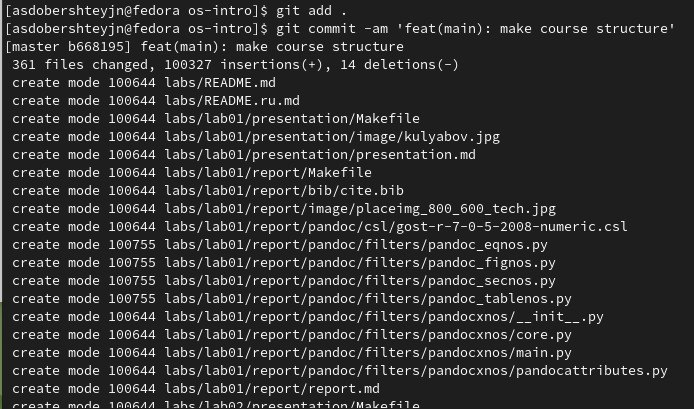 [asdobershteyjn@fedora os-intro]$ git add .
[asdobershteyjn@fedora os-intro]$ git commit -am 'feat(main): make course structure'
[master b668195] feat(main): make course structure
 361 files changed, 100327 insertions(+), 14 deletions(-)
 create mode 100644 labs/README.md
 create mode 100644 labs/README.ru.md
 create mode 100644 labs/lab01/presentation/Makefile
 create mode 100644 labs/lab01/presentation/image/kulyabov.jpg
 create mode 100644 labs/lab01/presentation/presentation.md
 create mode 100644 labs/lab01/report/Makefile
 create mode 100644 labs/lab01/report/bib/cite.bib
 create mode 100644 labs/lab01/report/image/placeimg_800_600_tech.jpg
 create mode 100644 labs/lab01/report/pandoc/csl/gost-r-7-0-5-2008-numeric.csl
 create mode 100755 labs/lab01/report/pandoc/filters/pandoc_eqnos.py
 create mode 100755 labs/lab01/report/pandoc/filters/pandoc_fignos.py
 create mode 100755 labs/lab01/report/pandoc/filters/pandoc_secnos.py
 create mode 100755 labs/lab01/report/pandoc/filters/pandoc_tablenos.py
 create mode 100644 labs/lab01/report/pandoc/filters/pandocxnos/__init__.py
 create mode 100644 labs/lab01/report/pandoc/filters/pandocxnos/core.py
 create mode 100644 labs/lab01/report/pandoc/filters/pandocxnos/main.py
 create mode 100644 labs/lab01/report/pandoc/filters/pandocxnos/pandocattributes.py
 create mode 100644 labs/lab01/report/report.md
 create mode 100644 labs/lab02/presentation/Makefile